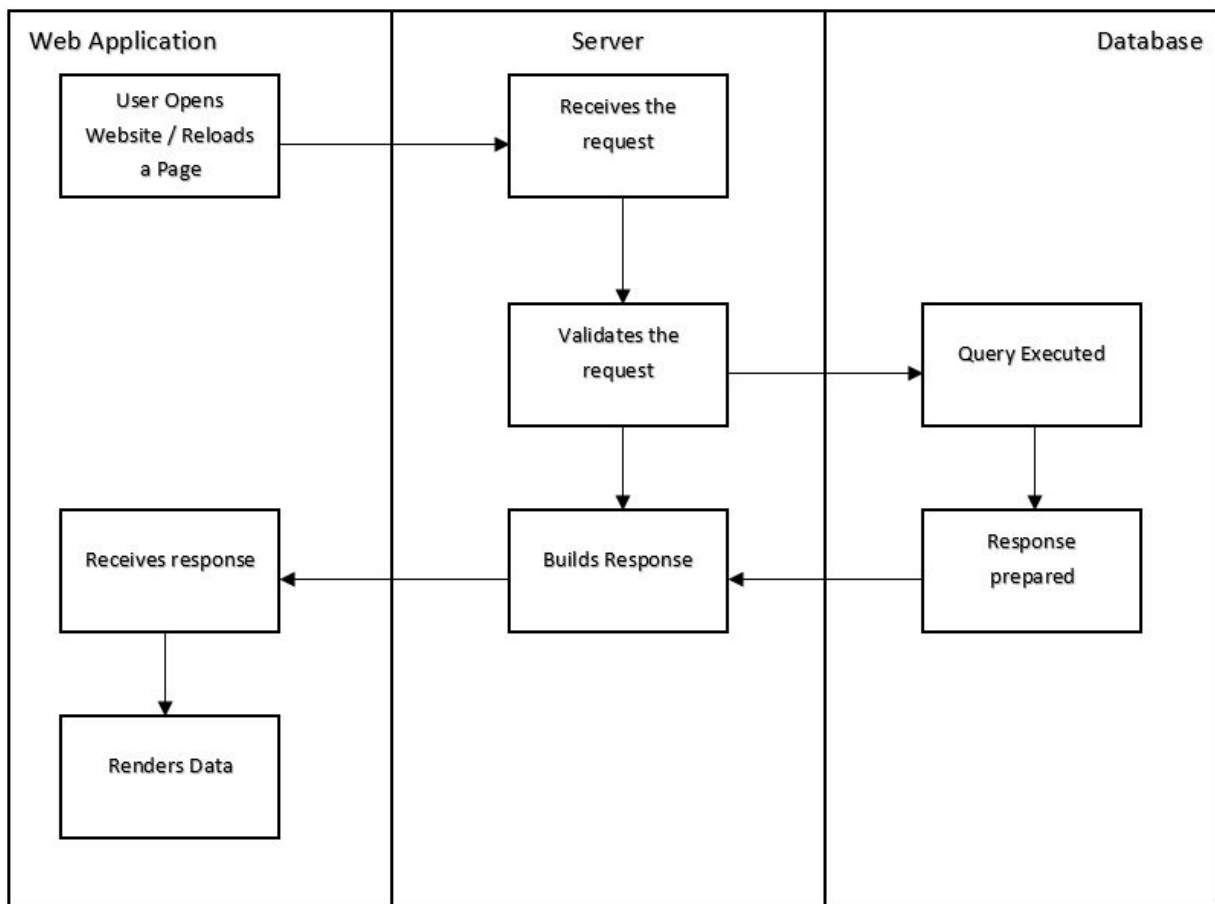 Web Application
Server
Database
User Opens
Website / Reloads
a Page
Receives the
request
Validates the
request
Query Executed
Receives response
Builds Response
Response
prepared
Renders Data